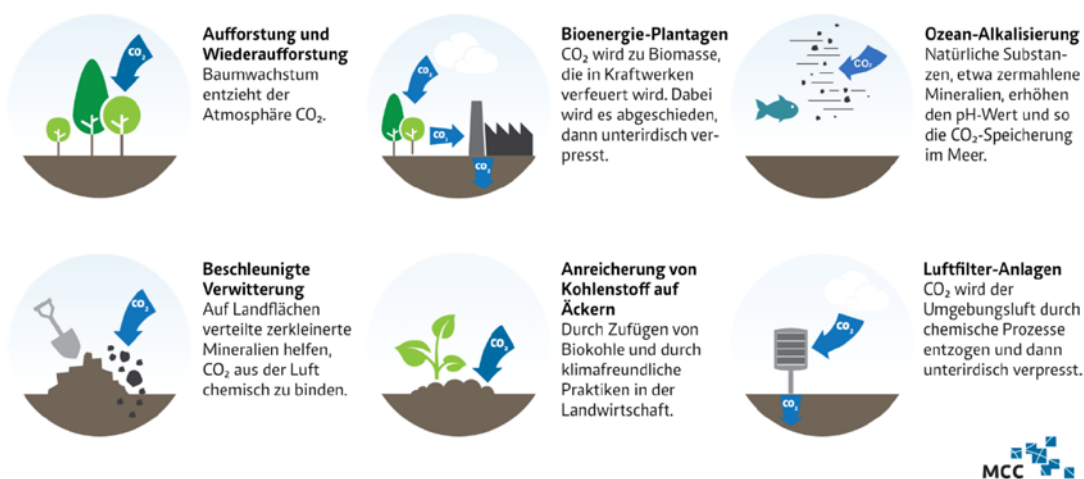 CO₂
Aufforstung und
Wiederaufforstung
Baumwachstum
entzieht der
Atmosphäre CO₂.
CO₂
CO₂
CO₂
Bioenergie-Plantagen
CO₂ wird zu Biomasse,
die in Kraftwerken
verfeuert wird. Dabei
wird es abgeschieden,
dann unterirdisch ver-
presst.
CO₂
Ozean-Alkalisierung
Natürliche Substan-
zen, etwa zermahlene
Mineralien, erhöhen
den pH-Wert und so
die CO₂-Speicherung
im Meer.
CO₂
Beschleunigte
Verwitterung
Auf Landflächen
verteilte zerkleinerte
Mineralien helfen,
CO₂ aus der Luft
chemisch zu binden.
CO₂
Anreicherung von
Kohlenstoff auf
Äckern
Durch Zufügen von
Biokohle und durch
klimafreundliche
Praktiken in der
Landwirtschaft.
CO₂
CO₂
Luftfilter-Anlagen
CO₂ wird der
Umgebungsluft durch
chemische Prozesse
entzogen und dann
unterirdisch verpresst.
MCC